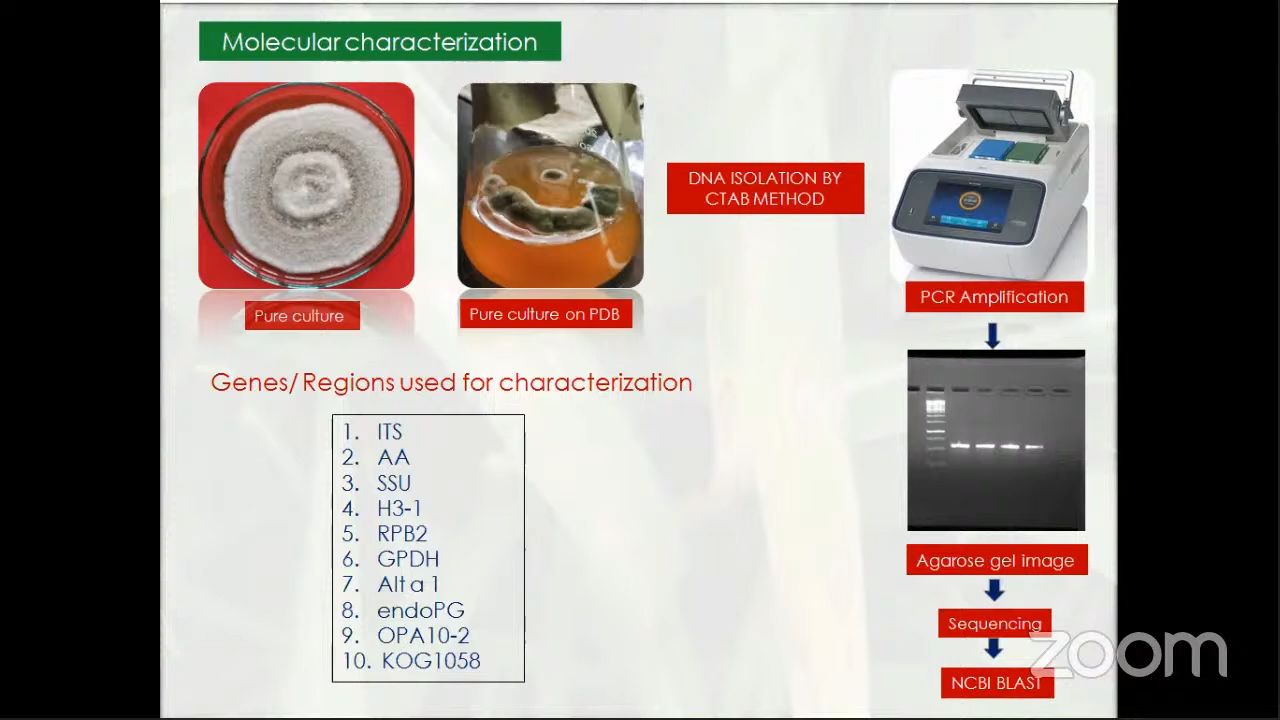 Molecular characterization
DNA ISOLATION BY
CTAB METHOD
Pure culture
Pure culture on PDB
PCR Amplification
Genes/ Regions used for characterization
1. ITS
2. AA
3. SSU
4. H3-1
5. RPB2
6. GPDH
7. Alt a 1
8. endoPG
9. OPA10-2
10. KOG1058
Agarose gel image
Sequencing
NCBI BLAST
zoom